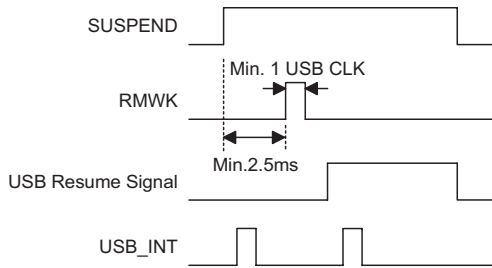 SUSPEND
Min. 1 USB CLK
RMWK
Min.2.5ms
USB Resume Signal
USB_INT